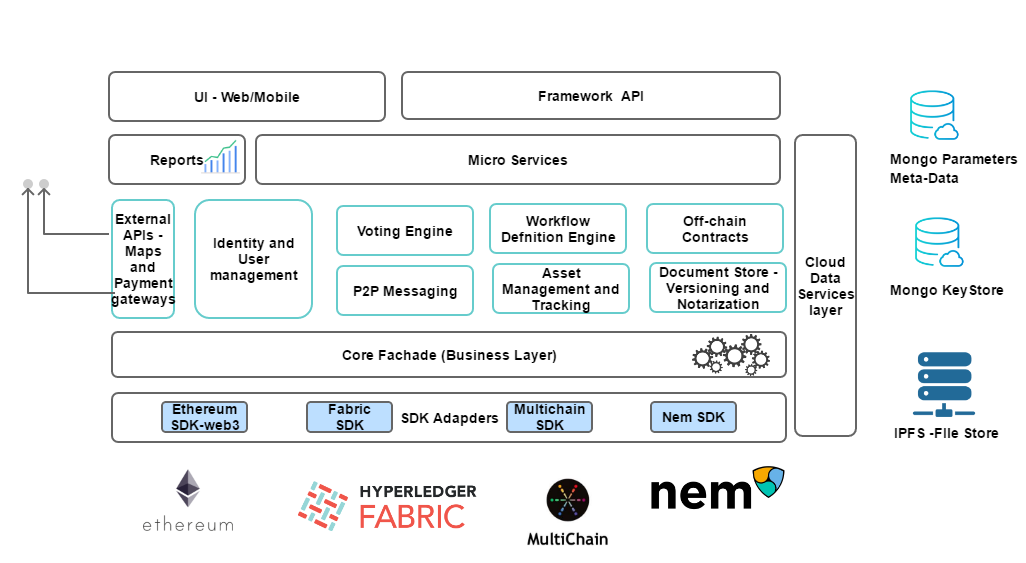 UI - Web/Mobile
Framework API
Reports
Micro Services
External
APIs -
Maps
and
Payment
gateways
Identity and
User
management
Voting Engine
Workflow
Defnition Engine
Off-chain
Contracts
P2P Messaging
Asset
Management and
Tracking
Document Store -
Versioning and
Notarization
Cloud
Data
Services
layer
Core Fachade (Business Layer)
Ethereum
SDK-web3
Fabric
SDK
SDK Adapders
Multichain
SDK
Nem SDK
Mongo Parameters
Meta-Data
Mongo KeyStore
IPFS -File Store
ethereum
HYPERLEDGER
FABRIC
MultiChain
nem